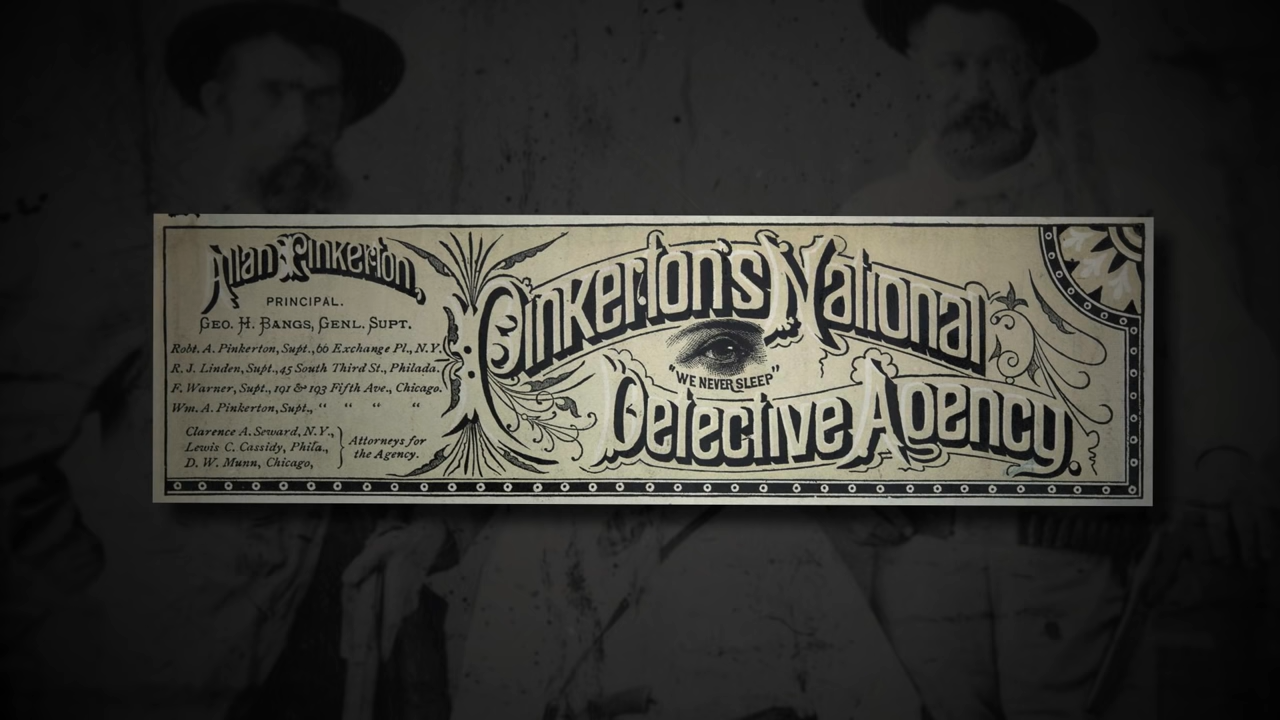 Allan Pinkerton,
PRINCIPAL.
GEO. H. BANGS, GENL. SUPT.
Robt. A. Pinkerton, Supt., 66 Exchange Pl., N.Y.
R. J. Linden, Supt., 45 South Third St., Philada.
F. Warner, Supt., 191 & 193 Fifth Ave., Chicago.
Wm. A. Pinkerton, Supt., “ “ “ “
Clarence A. Seward, N.Y.,
Lewis C. Cassidy, Phila.,
D. W. Munn, Chicago,
Attorneys for
the Agency.
Pinkerton's National
“WE NEVER SLEEP”
Detective Agency.